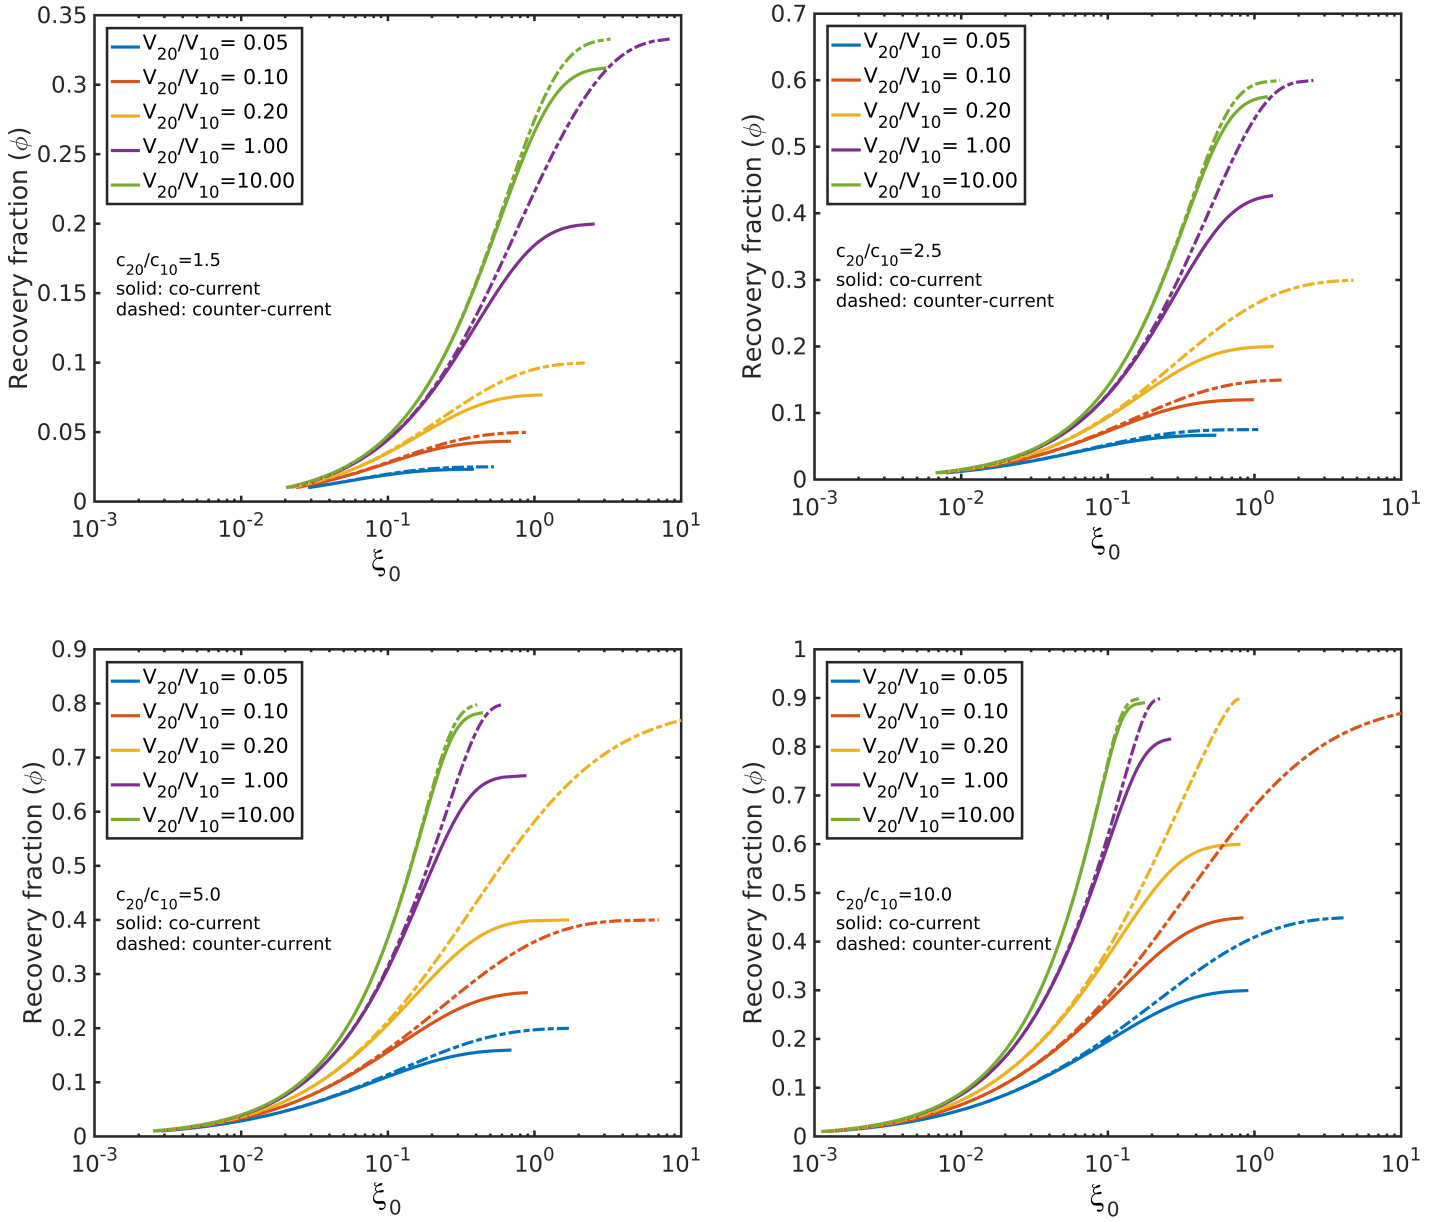 0.35
0.3
0.25
0.2
0.15
0.1
0.05
0
Recovery fraction (ϕ)
V20/V10= 0.05
V20/V10= 0.10
V20/V10= 0.20
V20/V10= 1.00
V20/V10=10.00
c20/c10=1.5
solid: co-current
dashed: counter-current
10-3 10-2 10-1 100 101
ξ0
0.7
0.6
0.5
0.4
0.3
0.2
0.1
0
Recovery fraction (ϕ)
V20/V10= 0.05
V20/V10= 0.10
V20/V10= 0.20
V20/V10= 1.00
V20/V10=10.00
c20/c10=2.5
solid: co-current
dashed: counter-current
10-3 10-2 10-1 100 101
ξ0
0.9
0.8
0.7
0.6
0.5
0.4
0.3
0.2
0.1
0
Recovery fraction (ϕ)
V20/V10= 0.05
V20/V10= 0.10
V20/V10= 0.20
V20/V10= 1.00
V20/V10=10.00
c20/c10=5.0
solid: co-current
dashed: counter-current
10-3 10-2 10-1 100 101
ξ0
1
0.9
0.8
0.7
0.6
0.5
0.4
0.3
0.2
0.1
0
Recovery fraction (ϕ)
V20/V10= 0.05
V20/V10= 0.10
V20/V10= 0.20
V20/V10= 1.00
V20/V10=10.00
c20/c10=10.0
solid: co-current
dashed: counter-current
10-3 10-2 10-1 100 101
ξ0